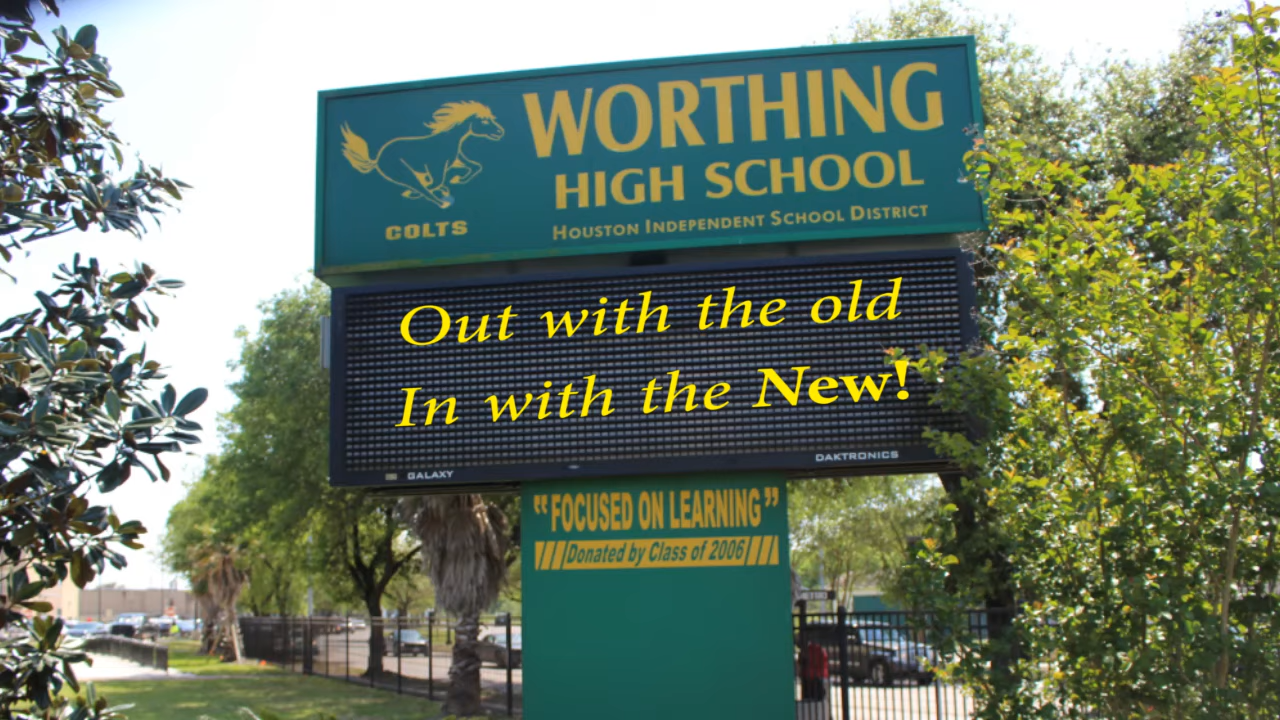 WORTHING
HIGH SCHOOL
COLTS
HOUSTON INDEPENDENT SCHOOL DISTRICT
Out with the old
In with the New!
GALAXY
DAKTRONICS
"FOCUSED ON LEARNING"
Donated by Class of 2006
METRO